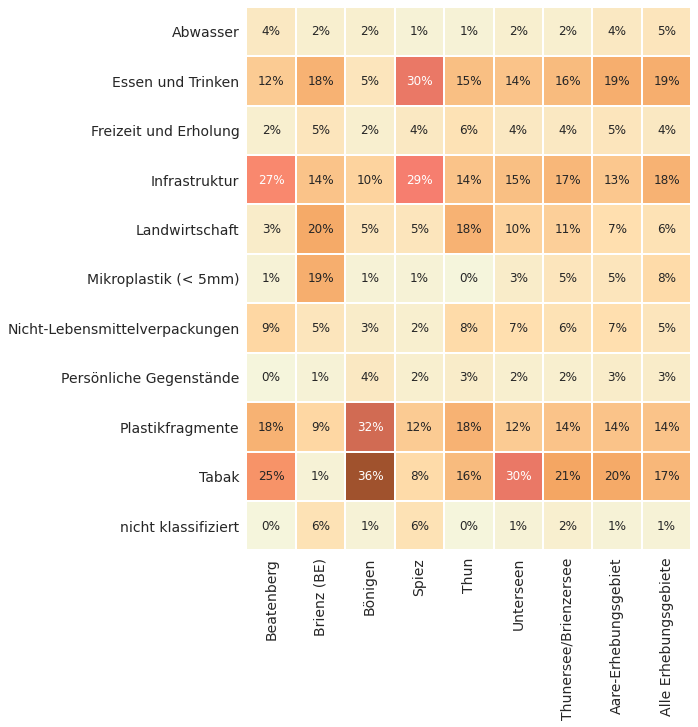 Abwasser 4% 2% 2% 1% 1% 2% 2% 4% 5%
Essen und Trinken 12% 18% 5% 30% 15% 14% 16% 19% 19%
Freizeit und Erholung 2% 5% 2% 4% 6% 4% 4% 5% 4%
Infrastruktur 27% 14% 10% 29% 14% 15% 17% 13% 18%
Landwirtschaft 3% 20% 5% 5% 18% 10% 11% 7% 6%
Mikroplastik (< 5mm) 1% 19% 1% 1% 0% 3% 5% 5% 8%
Nicht-Lebensmittelverpackungen 9% 5% 3% 2% 8% 7% 6% 7% 5%
Persönliche Gegenstände 0% 1% 4% 2% 3% 2% 2% 3% 3%
Plastikfragmente 18% 9% 32% 12% 18% 12% 14% 14% 14%
Tabak 25% 1% 36% 8% 16% 30% 21% 20% 17%
nicht klassifiziert 0% 6% 1% 6% 0% 1% 2% 1% 1%
Beatenberg
Brienz (BE)
Bönigen
Spiez
Thun
Unterseen
Thunersee/Brienzersee
Aare-Erhebungsgebiet
Alle Erhebungsgebiete